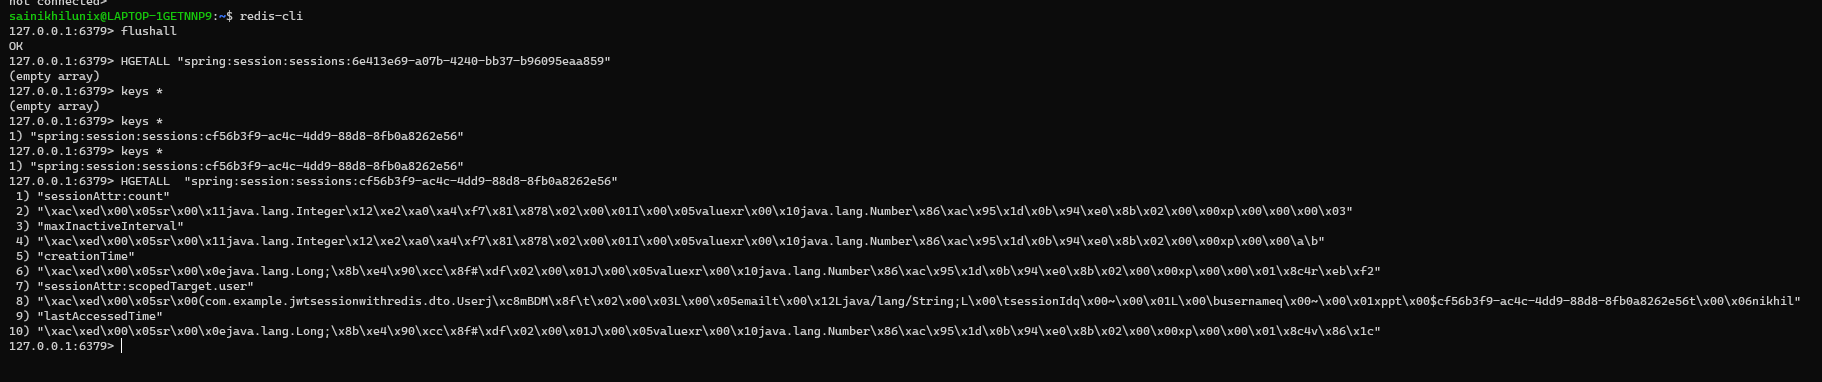 not connected>
sainikhilunix@LAPTOP-1GETNNP9:~$ redis-cli
127.0.0.1:6379> flushall
OK
127.0.0.1:6379> HGETALL "spring:session:sessions:6e413e69-a07b-4240-bb37-b96095eaa859"
(empty array)
127.0.0.1:6379> keys *
(empty array)
127.0.0.1:6379> keys *
1) "spring:session:sessions:cf56b3f9-ac4c-4dd9-88d8-8fb0a8262e56"
127.0.0.1:6379> keys *
1) "spring:session:sessions:cf56b3f9-ac4c-4dd9-88d8-8fb0a8262e56"
127.0.0.1:6379> HGETALL  "spring:session:sessions:cf56b3f9-ac4c-4dd9-88d8-8fb0a8262e56"
 1) "sessionAttr:count"
 2) "\xac\xed\x00\x05sr\x00\x11java.lang.Integer\x12\xe2\xa0\xa4\xf7\x81\x878\x02\x00\x01I\x00\x05valuexr\x00\x10java.lang.Number\x86\xac\x95\x1d\x0b\x94\xe0\x8b\x02\x00\x00xp\x00\x00\x00\x03"
 3) "maxInactiveInterval"
 4) "\xac\xed\x00\x05sr\x00\x11java.lang.Integer\x12\xe2\xa0\xa4\xf7\x81\x878\x02\x00\x01I\x00\x05valuexr\x00\x10java.lang.Number\x86\xac\x95\x1d\x0b\x94\xe0\x8b\x02\x00\x00xp\x00\x00\a\b"
 5) "creationTime"
 6) "\xac\xed\x00\x05sr\x00\x0ejava.lang.Long;\x8b\xe4\x90\xcc\x8f#\xdf\x02\x00\x01J\x00\x05valuexr\x00\x10java.lang.Number\x86\xac\x95\x1d\x0b\x94\xe0\x8b\x02\x00\x00xp\x00\x00\x01\x8c4r\xeb\xf2"
 7) "sessionAttr:scopedTarget.user"
 8) "\xac\xed\x00\x05sr\x00(com.example.jwtsessionwithredis.dto.Userj\xc8mBDM\x8f\t\x02\x00\x03L\x00\x05emailt\x00\x12Ljava/lang/String;L\x00\tsessionIdq\x00~\x00\x01L\x00\busernameq\x00~\x00\x01xppt\x00$cf56b3f9-ac4c-4dd9-88d8-8fb0a8262e56t\x00\x06nikhil"
 9) "lastAccessedTime"
10) "\xac\xed\x00\x05sr\x00\x0ejava.lang.Long;\x8b\xe4\x90\xcc\x8f#\xdf\x02\x00\x01J\x00\x05valuexr\x00\x10java.lang.Number\x86\xac\x95\x1d\x0b\x94\xe0\x8b\x02\x00\x00xp\x00\x00\x01\x8c4v\x86\x1c"
127.0.0.1:6379>